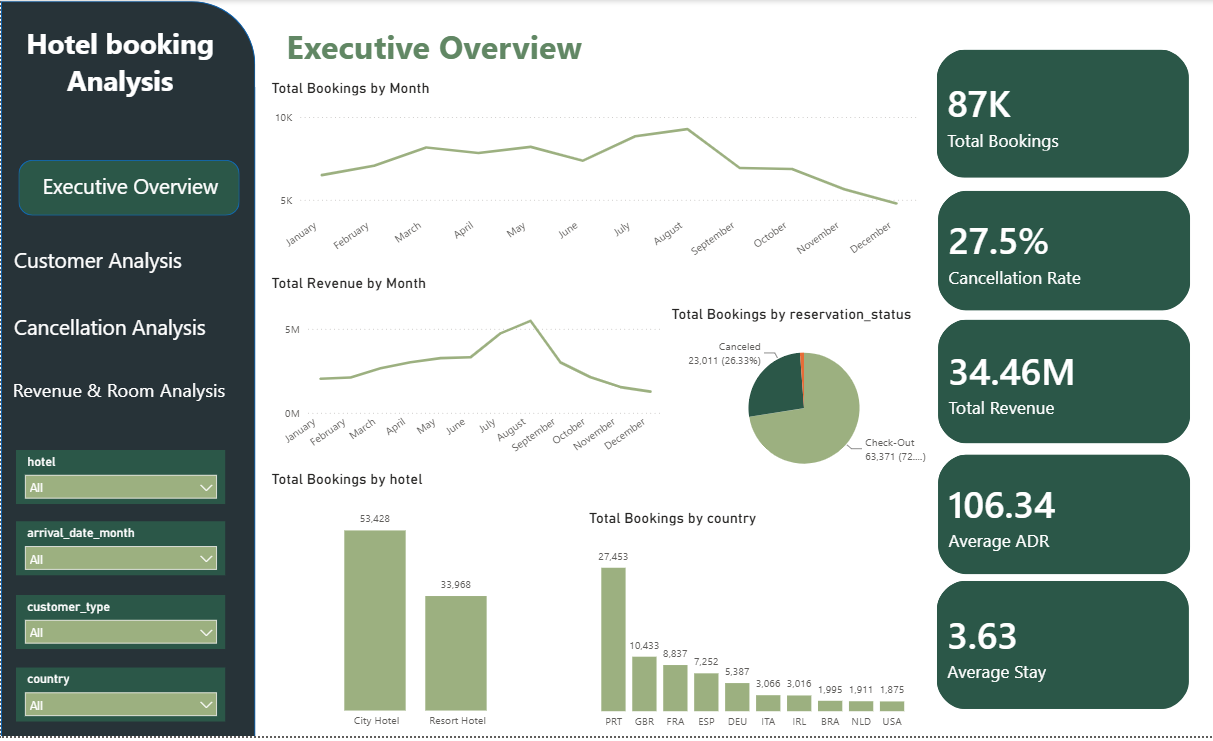 Hotel booking
Analysis
Executive Overview
Customer Analysis
Cancellation Analysis
Revenue & Room Analysis
hotel
All
arrival_date_month
All
customer_type
All
country
All
Executive Overview
Total Bookings by Month
10K
5K
January
February
March
April
May
June
July
August
September
October
November
December
Total Revenue by Month
5M
0M
January
February
March
April
May
June
July
August
September
October
November
December
Total Bookings by reservation_status
Canceled
23,011 (26.33%)
Check-Out
63,371 (72....)
Total Bookings by hotel
53,428
33,968
City Hotel
Resort Hotel
Total Bookings by country
27,453
10,433
8,837
7,252
5,387
3,066
3,016
1,995
1,911
1,875
PRT
GBR
FRA
ESP
DEU
ITA
IRL
BRA
NLD
USA
87K
Total Bookings
27.5%
Cancellation Rate
34.46M
Total Revenue
106.34
Average ADR
3.63
Average Stay